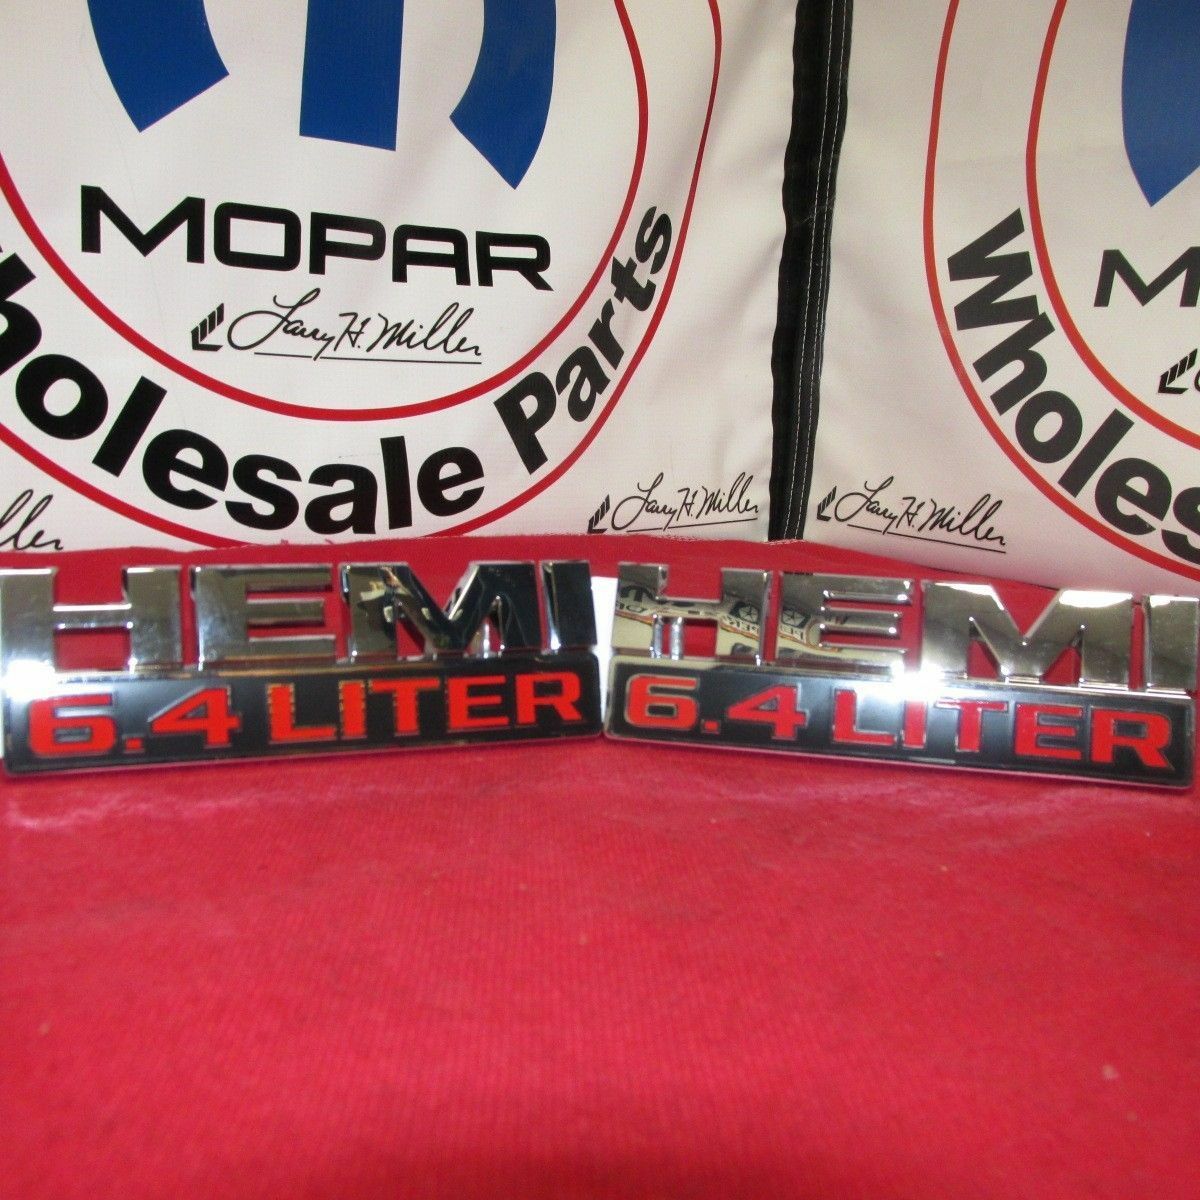 MOPAR
Larry H. Miller
holesale Parts
Wholes
Larry H. Miller
Larry H. Miller
HEMI
6.4 LITER
HEMI
6.4 LITER